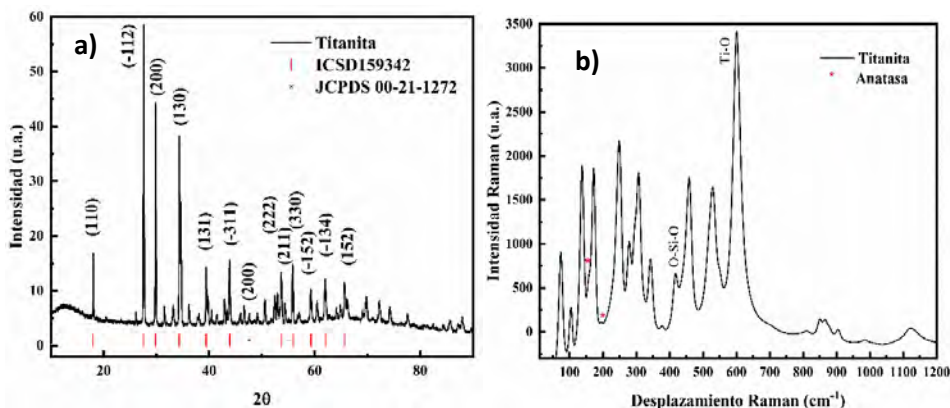 a)
Titanita
ICSD159342
JCPDS 00-21-1272
(110)
(-112)
(200)
(130)
(131)
(-311)
(200)
(222)
(211)
(330)
(-152)
(-134)
(152)
Intensidad (u.a.)
60
50
40
30
20
10
0
20 40 60 80
2θ
b)
Titanita
Anatasa
O-Si-O
Ti-O
Intensidad Raman (u.a.)
3500
3000
2500
2000
1500
1000
500
0
100 200 300 400 500 600 700 800 900 1000 1100 1200
Desplazamiento Raman (cm⁻¹)